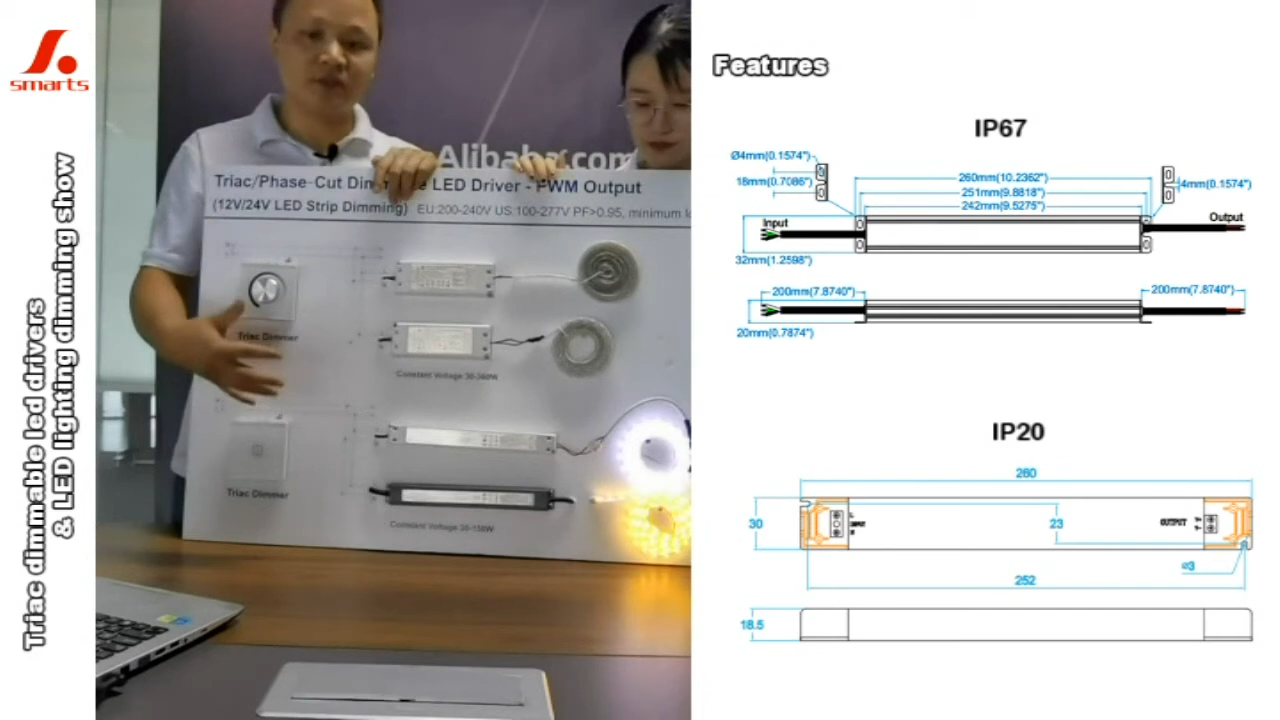 smarts
Triac dimmable led drivers
& LED lighting dimming show
Alibaba.com
Triac/Phase-Cut LED Driver - PWM Output
(12V/24V LED Strip Dimming) EU:200-240V US:100-277V PF>0.95, minimum
Triac Dimmer
Constant Voltage 30-360W
Triac Dimmer
Constant Voltage 30-150W
Features
IP67
Ø4mm(0.1574")
18mm(0.7086")
260mm(10.2362")
251mm(9.8818")
242mm(9.5275")
4mm(0.1574")
Input
Output
32mm(1.2598")
200mm(7.8740")
200mm(7.8740")
20mm(0.7874")
IP20
260
30
23
L
INPUT
N
OUTPUT
V+
V-
ø3
252
18.5